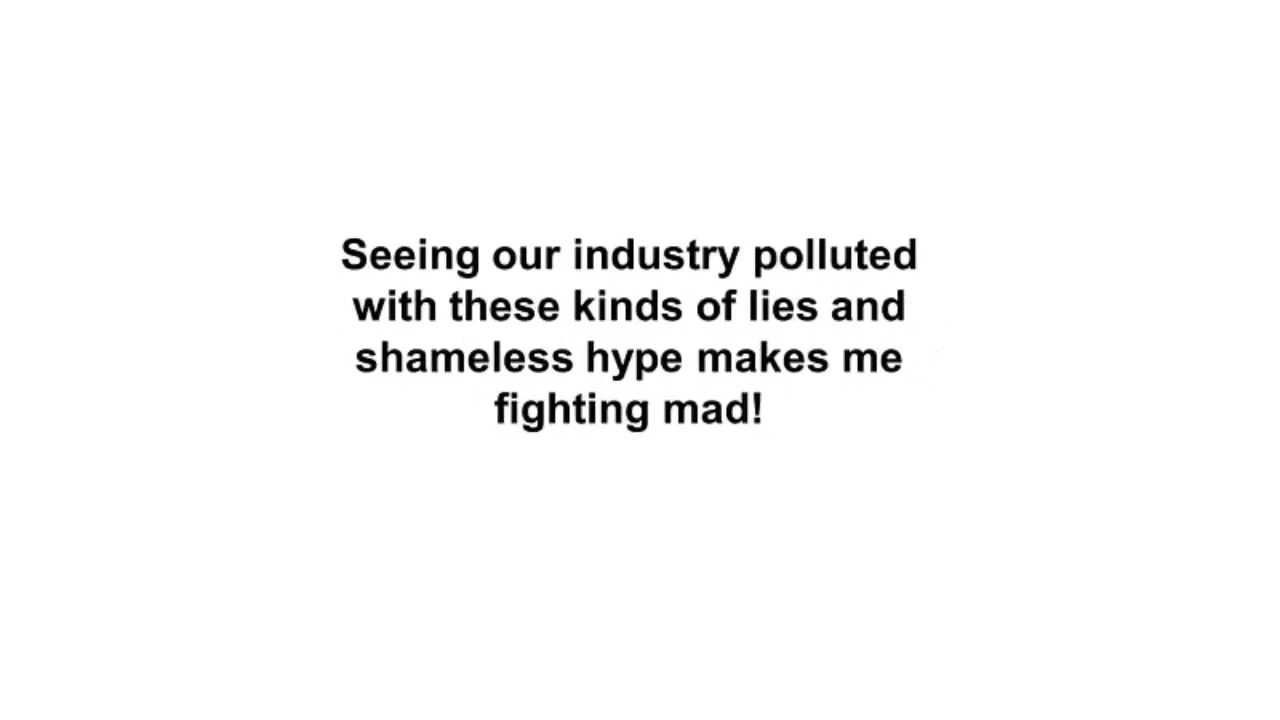 Seeing our industry polluted
with these kinds of lies and
shameless hype makes me
fighting mad!